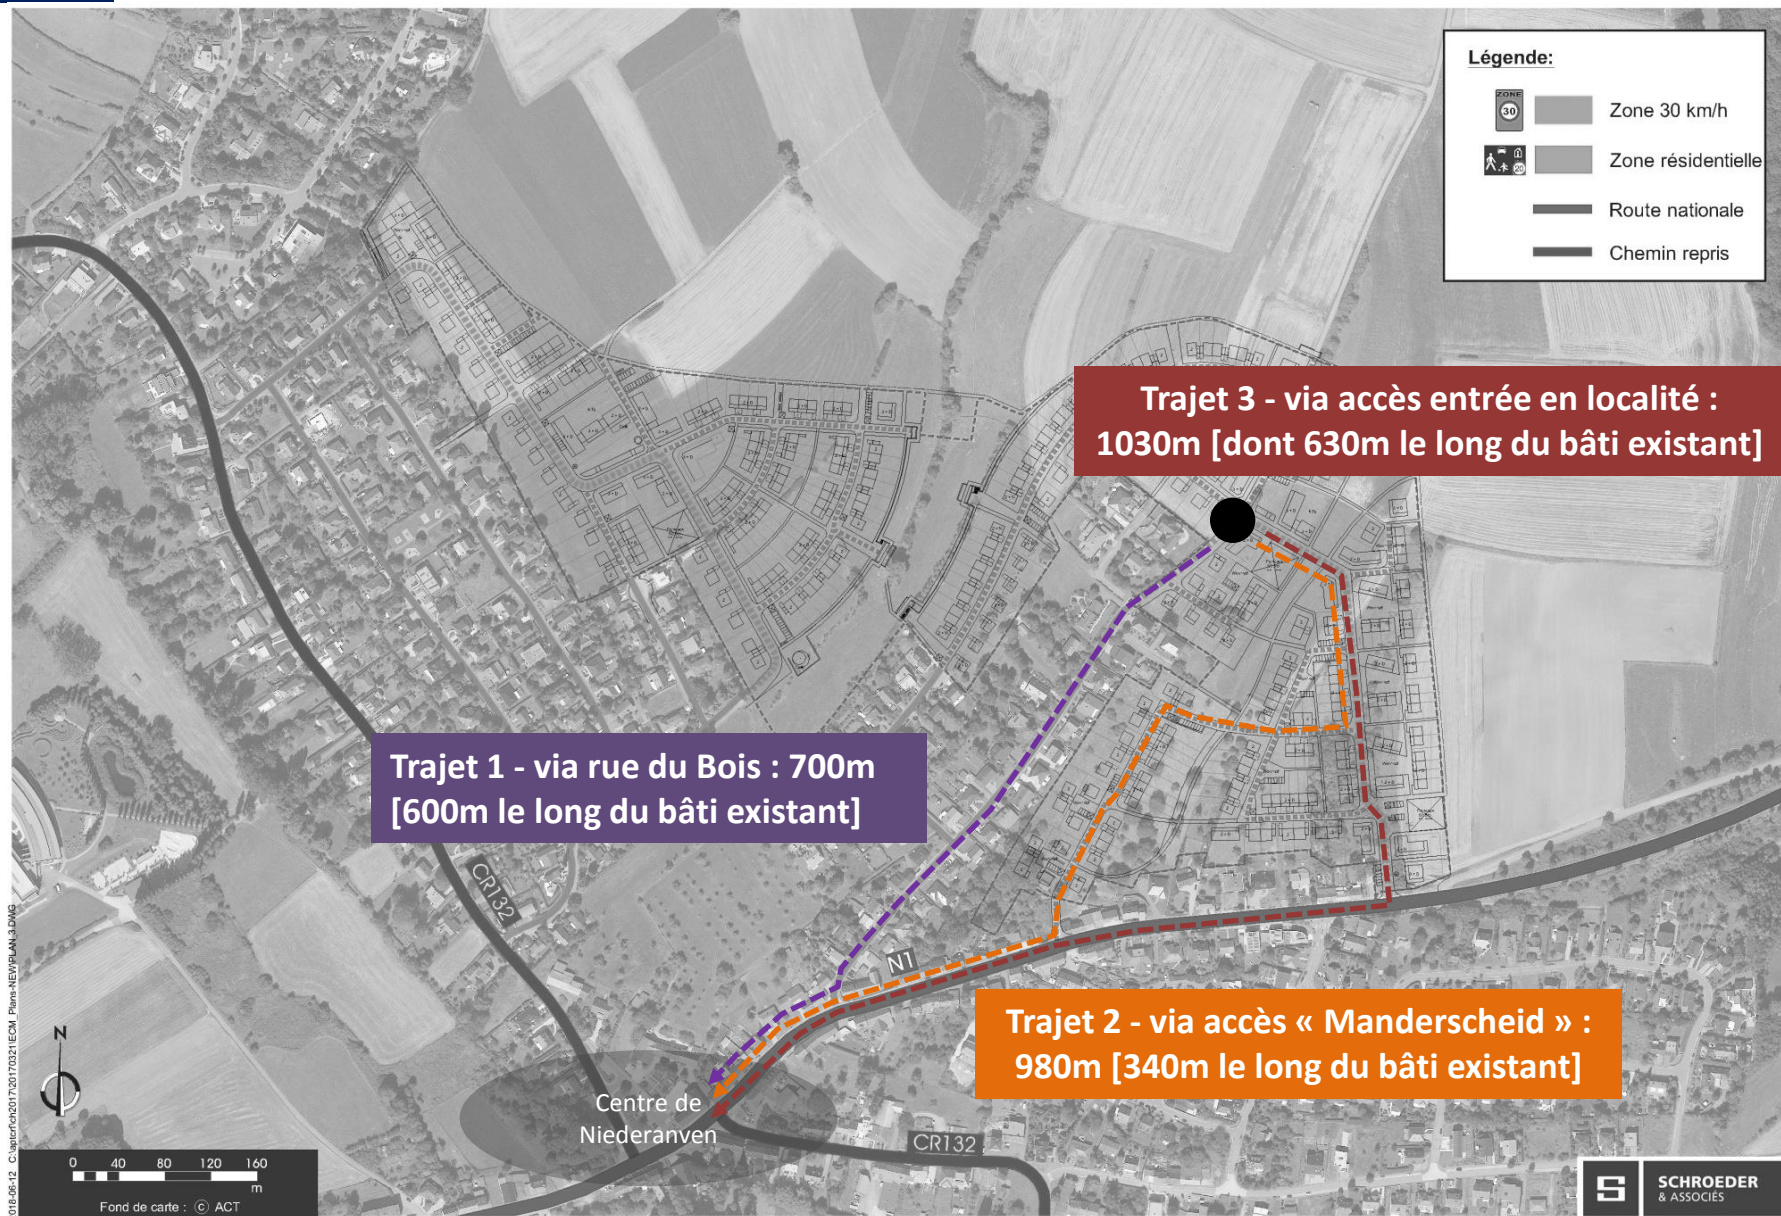 Légende:
ZONE
30
Zone 30 km/h
20
Zone résidentielle
Route nationale
Chemin repris
Trajet 3 - via accès entrée en localité :
1030m [dont 630m le long du bâti existant]
Trajet 1 - via rue du Bois : 700m
[600m le long du bâti existant]
CR132
N1
Trajet 2 - via accès « Manderscheid » :
980m [340m le long du bâti existant]
Centre de
Niederanven
CR132
N
0 40 80 120 160
m
Fond de carte : © ACT
SCHROEDER
& ASSOCIÉS